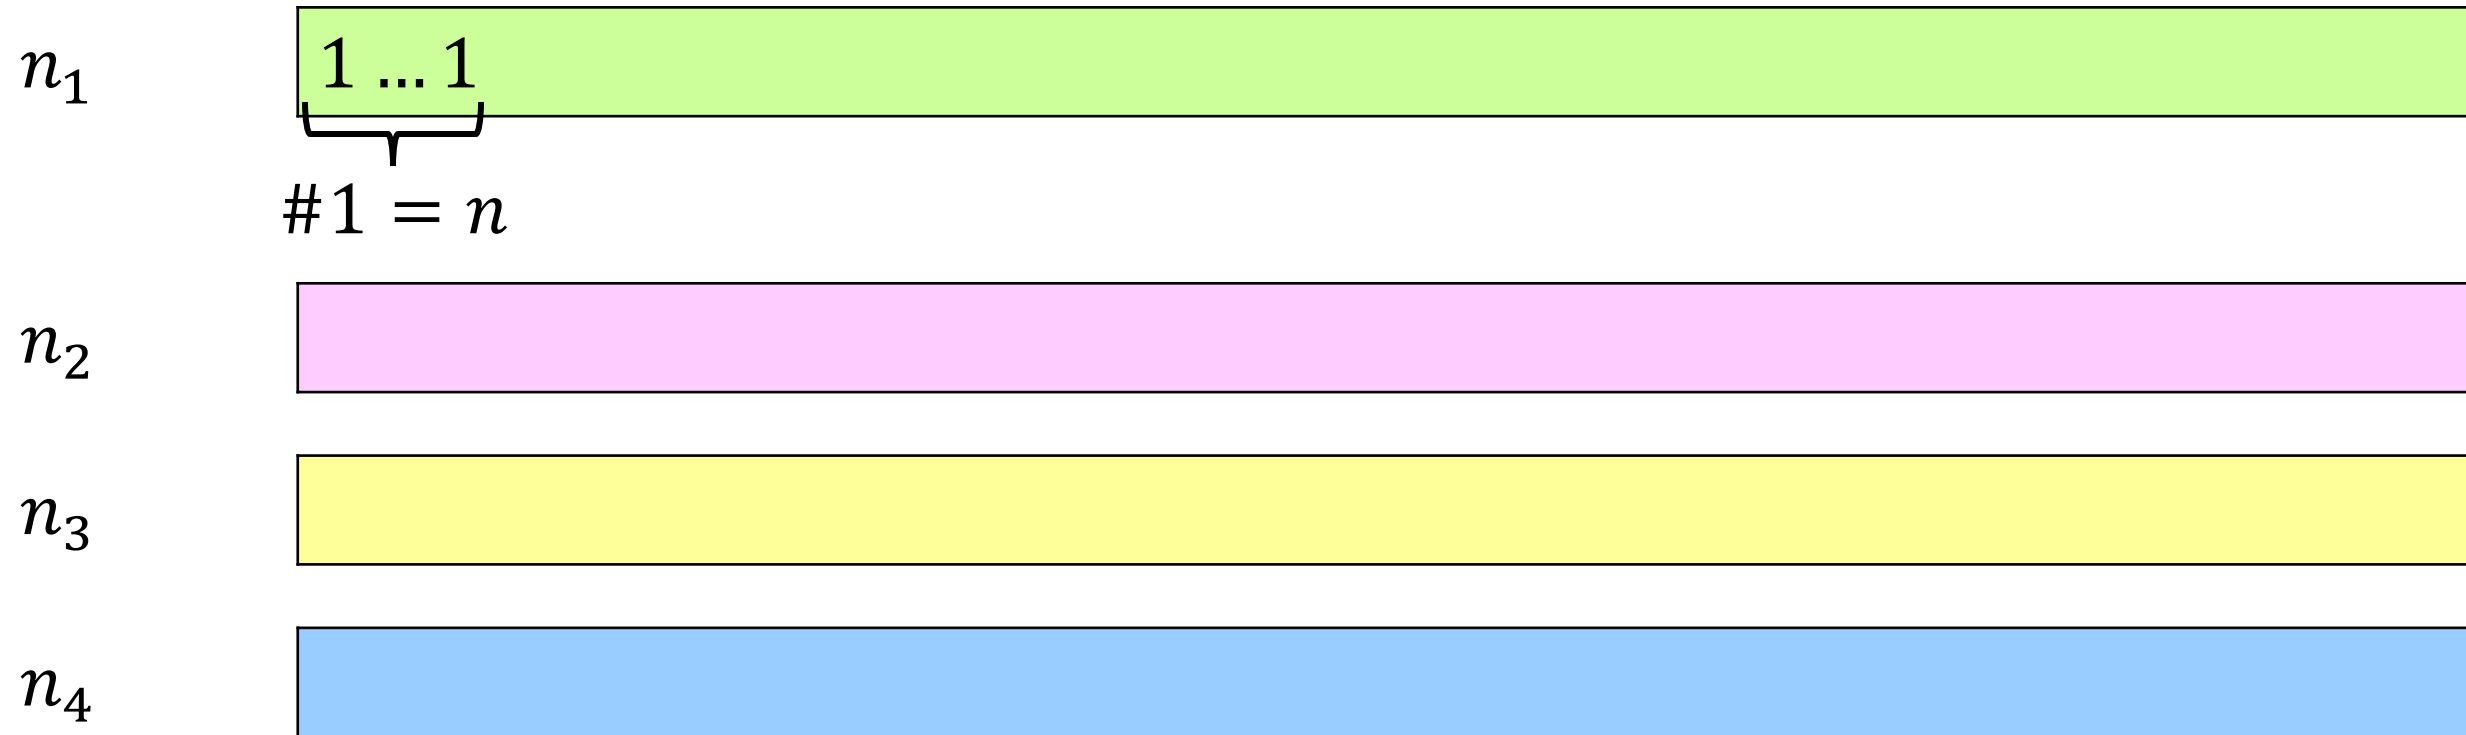 n₁ 1 … 1
#1 = n
n₂
n₃
n₄